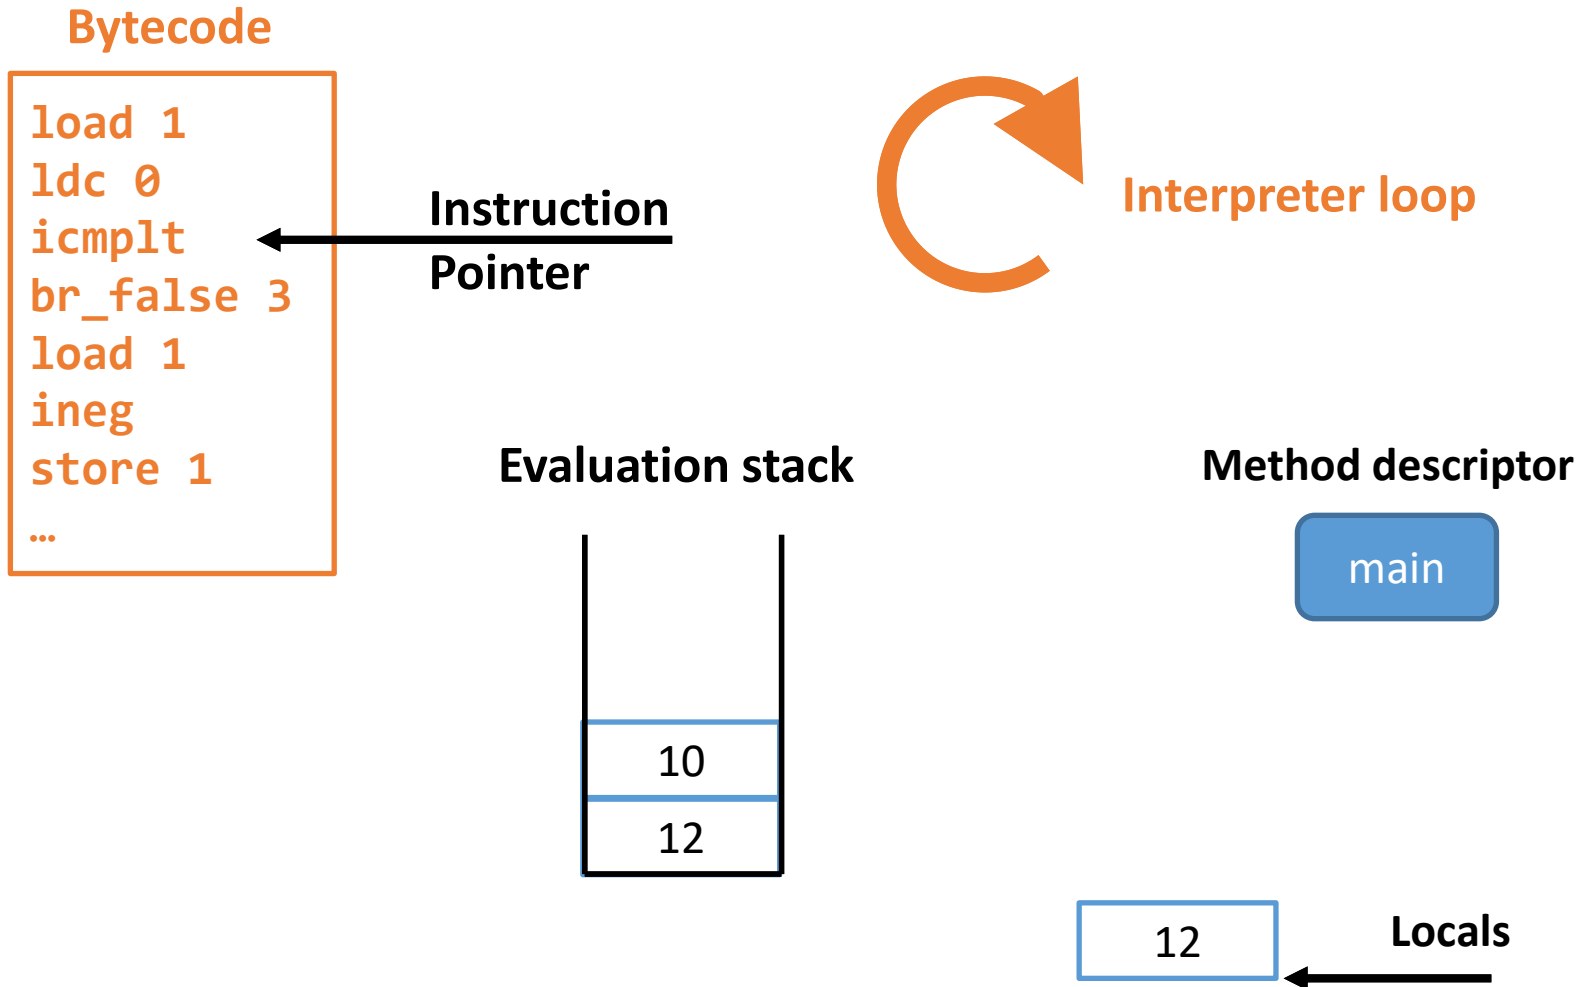 Bytecode
load 1
ldc 0
icmplt
br_false 3
load 1
ineg
store 1
…
Instruction
Pointer
Interpreter loop
Evaluation stack
10
12
Method descriptor
main
12
Locals